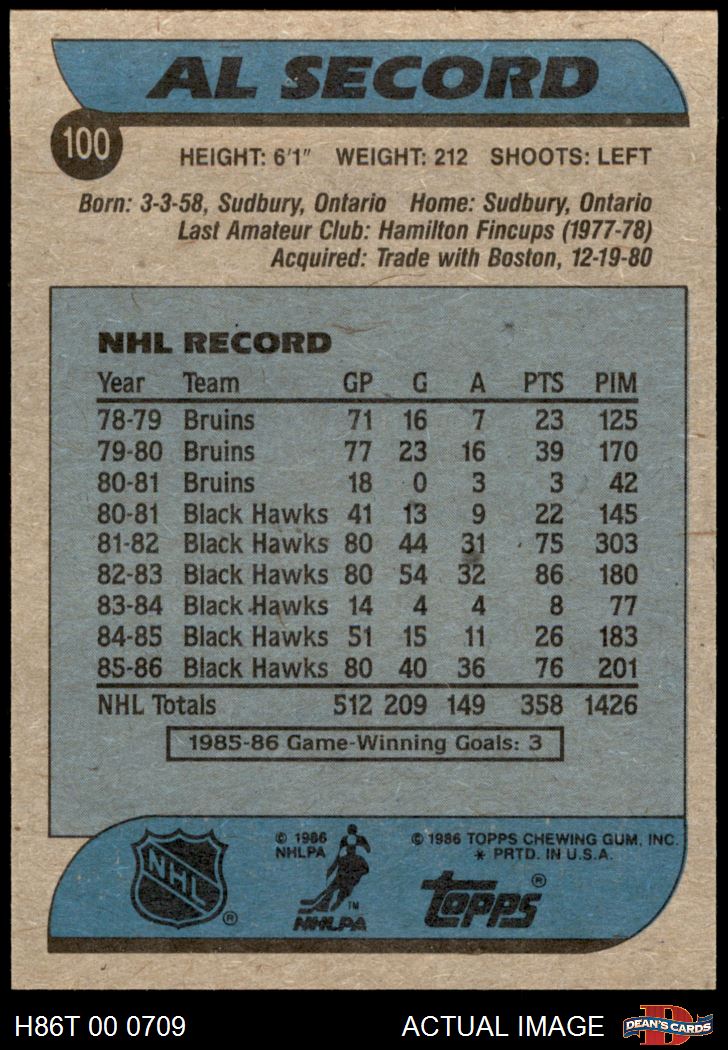 AL SECORD
100
HEIGHT: 6'1" WEIGHT: 212 SHOOTS: LEFT
Born: 3-3-58, Sudbury, Ontario Home: Sudbury, Ontario
Last Amateur Club: Hamilton Fincups (1977-78)
Acquired: Trade with Boston, 12-19-80
NHL RECORD
Year Team GP G A PTS PIM
78-79 Bruins 71 16 7 23 125
79-80 Bruins 77 23 16 39 170
80-81 Bruins 18 0 3 3 42
80-81 Black Hawks 41 13 9 22 145
81-82 Black Hawks 80 44 31 75 303
82-83 Black Hawks 80 54 32 86 180
83-84 Black Hawks 14 4 4 8 77
84-85 Black Hawks 51 15 11 26 183
85-86 Black Hawks 80 40 36 76 201
NHL Totals 512 209 149 358 1426
1985-86 Game-Winning Goals: 3
NHL ®
© 1986
NHLPA
TM
NHLPA
© 1986 TOPPS CHEWING GUM, INC.
* PRTD. IN U.S.A.
topps ®
H86T 00 0709 ACTUAL IMAGE
D
DEAN'S CARDS